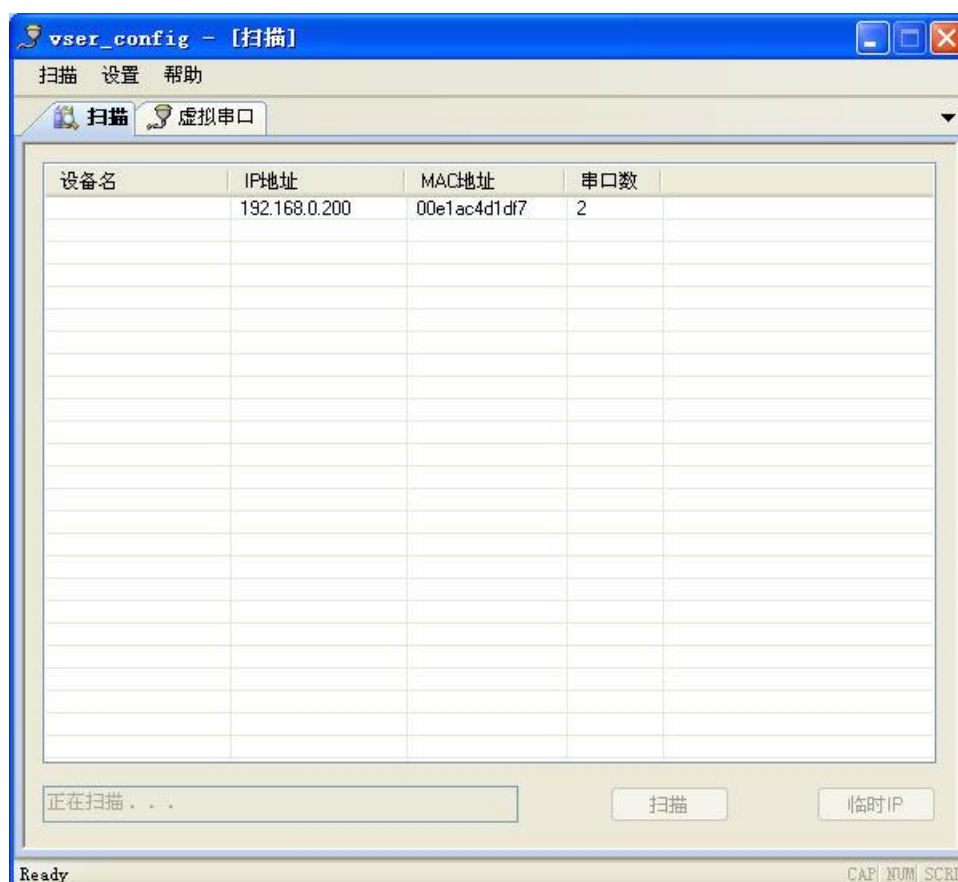 vser_config - [扫描]
扫描 设置 帮助
扫描 虚拟串口
设备名 IP地址 MAC地址 串口数
192.168.0.200 00e1ac4d1df7 2
正在扫描. . . 扫描 临时IP
Ready CAP NUM SCRL